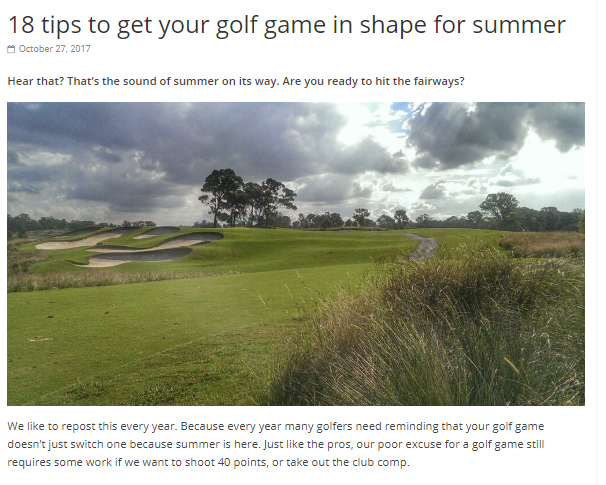 18 tips to get your golf game in shape for summer
October 27, 2017
Hear that? That's the sound of summer on its way. Are you ready to hit the fairways?
We like to repost this every year. Because every year many golfers need reminding that your golf game
doesn't just switch one because summer is here. Just like the pros, our poor excuse for a golf game still
requires some work if we want to shoot 40 points, or take out the club comp.